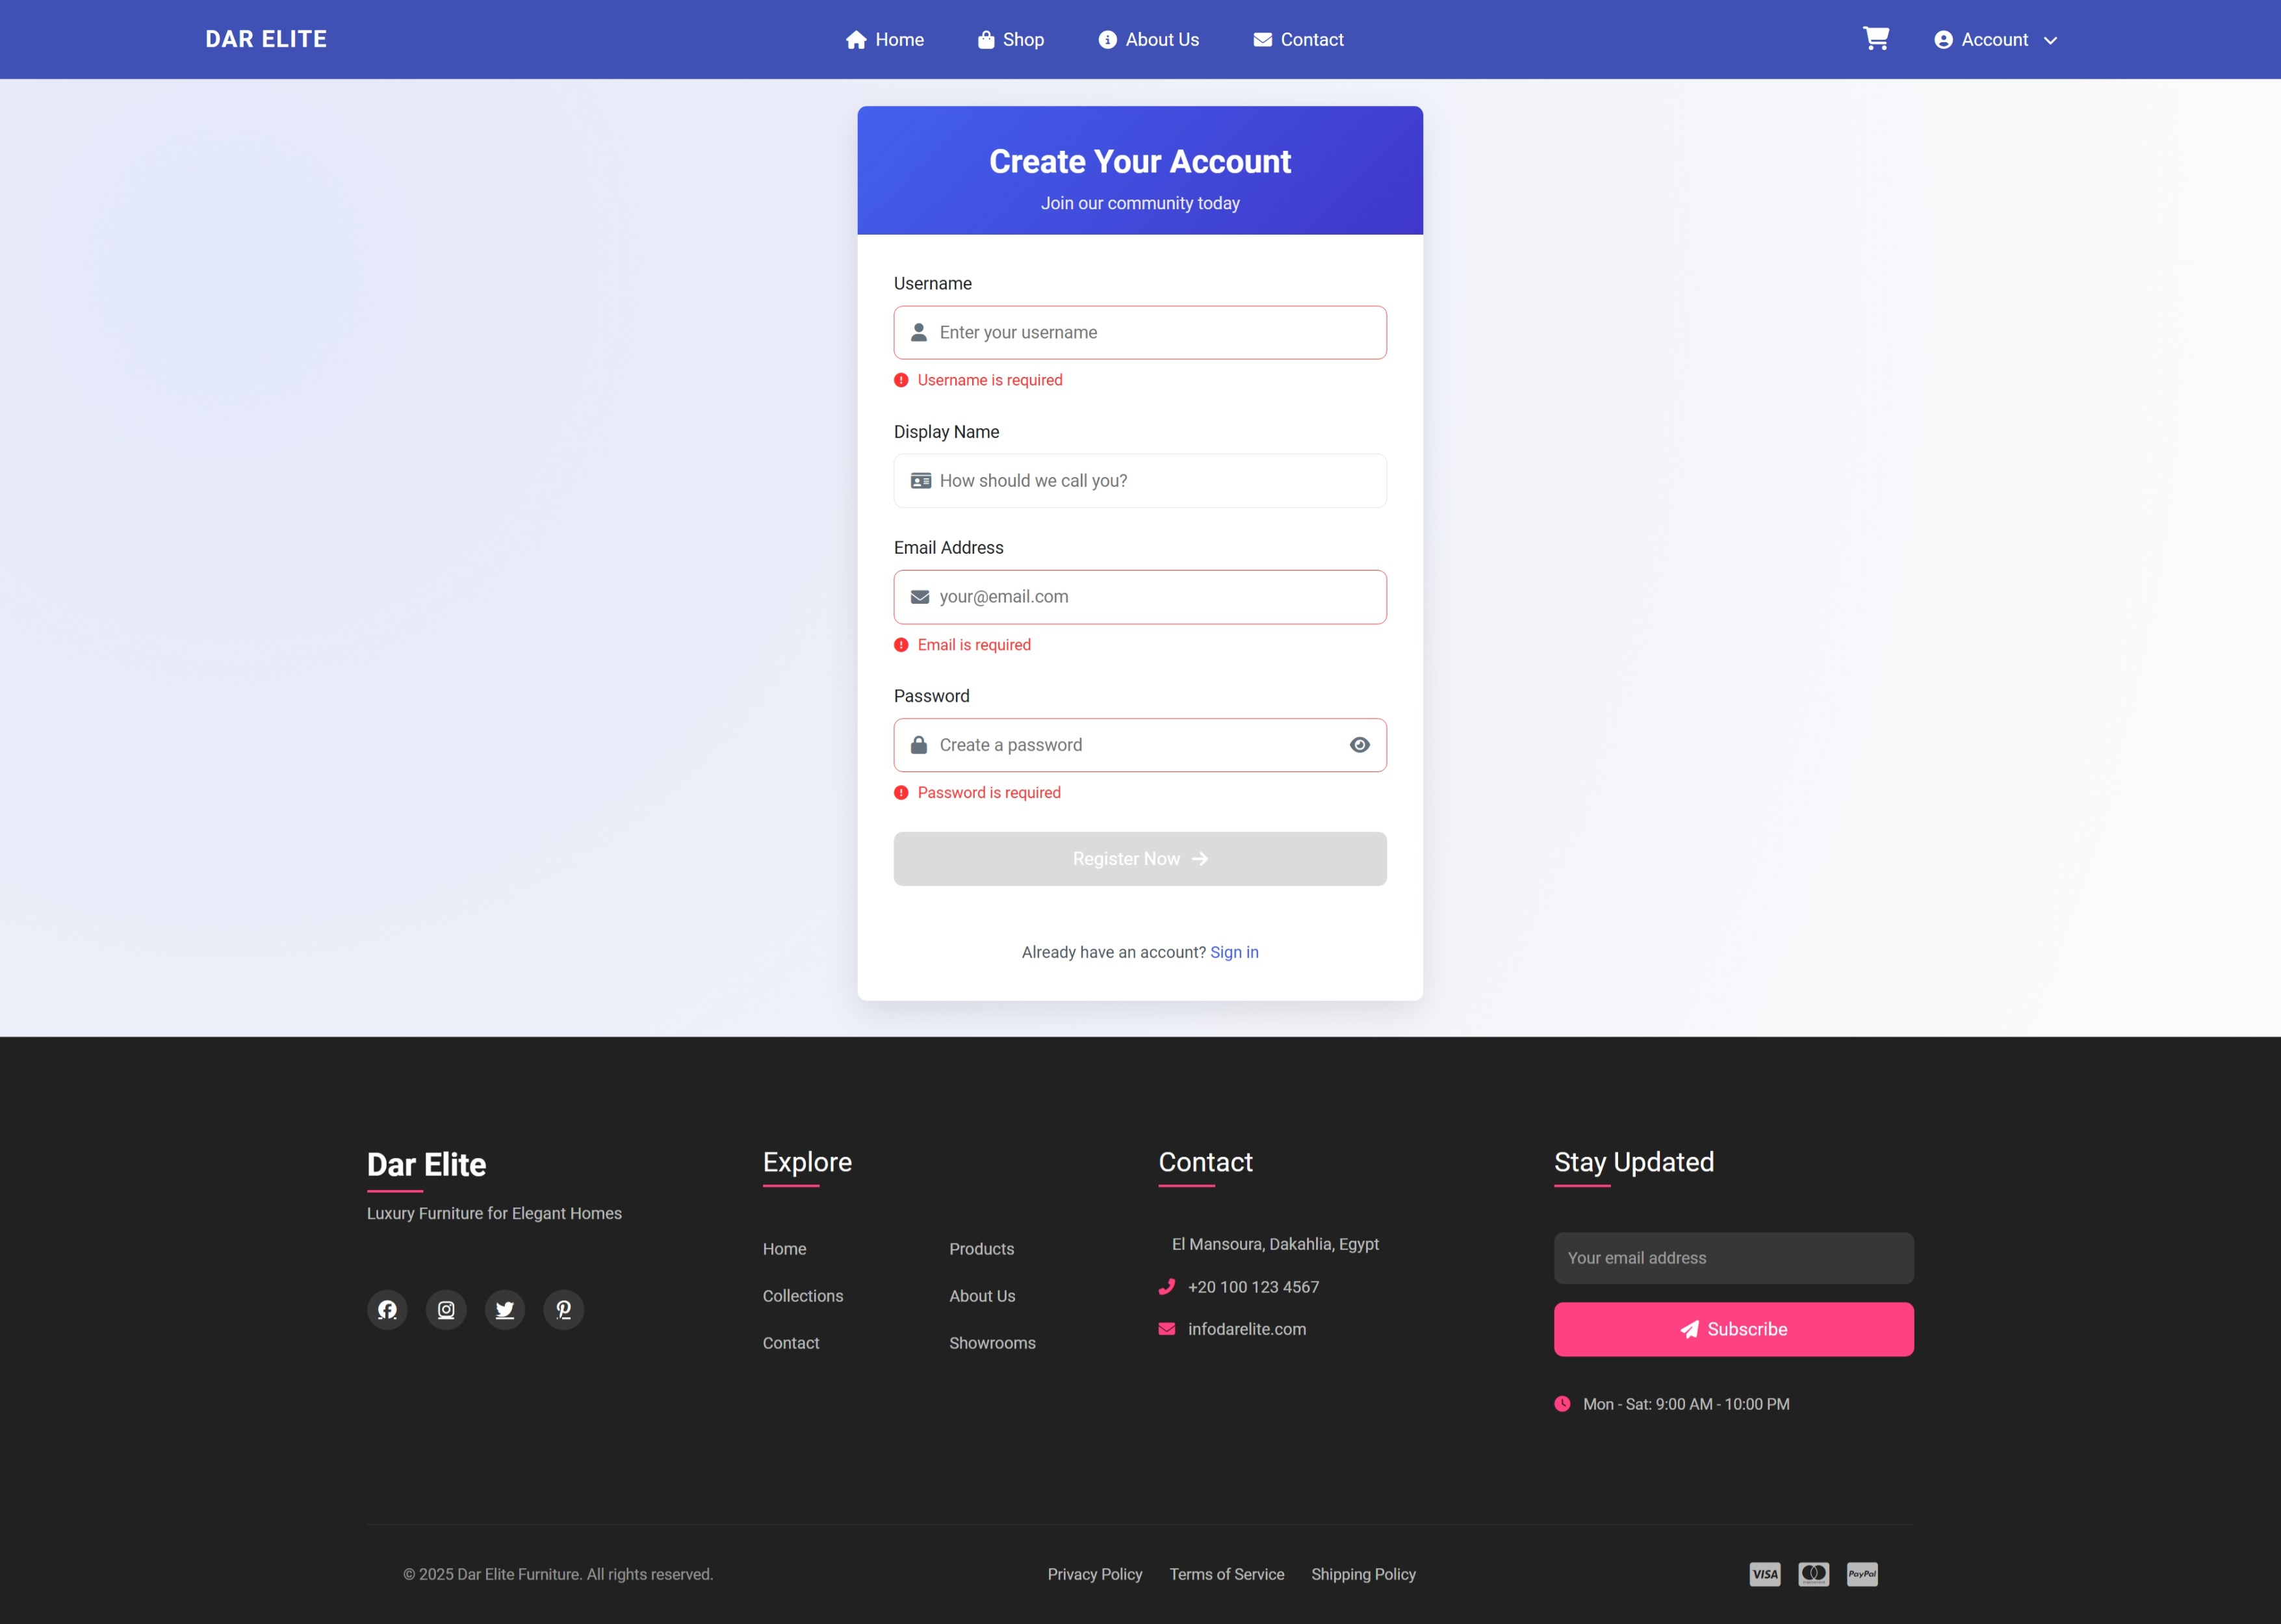 DAR ELITE
Home
Shop
About Us
Contact
Account
Create Your Account
Join our community today
Username
Enter your username
Username is required
Display Name
How should we call you?
Email Address
your@email.com
Email is required
Password
Create a password
Password is required
Register Now
Already have an account? Sign in
Dar Elite
Luxury Furniture for Elegant Homes
Explore
Home
Products
Collections
About Us
Contact
Showrooms
Contact
El Mansoura, Dakahlia, Egypt
+20 100 123 4567
infodarelite.com
Stay Updated
Your email address
Subscribe
Mon - Sat: 9:00 AM - 10:00 PM
© 2025 Dar Elite Furniture. All rights reserved.
Privacy Policy
Terms of Service
Shipping Policy
VISA
PayPal